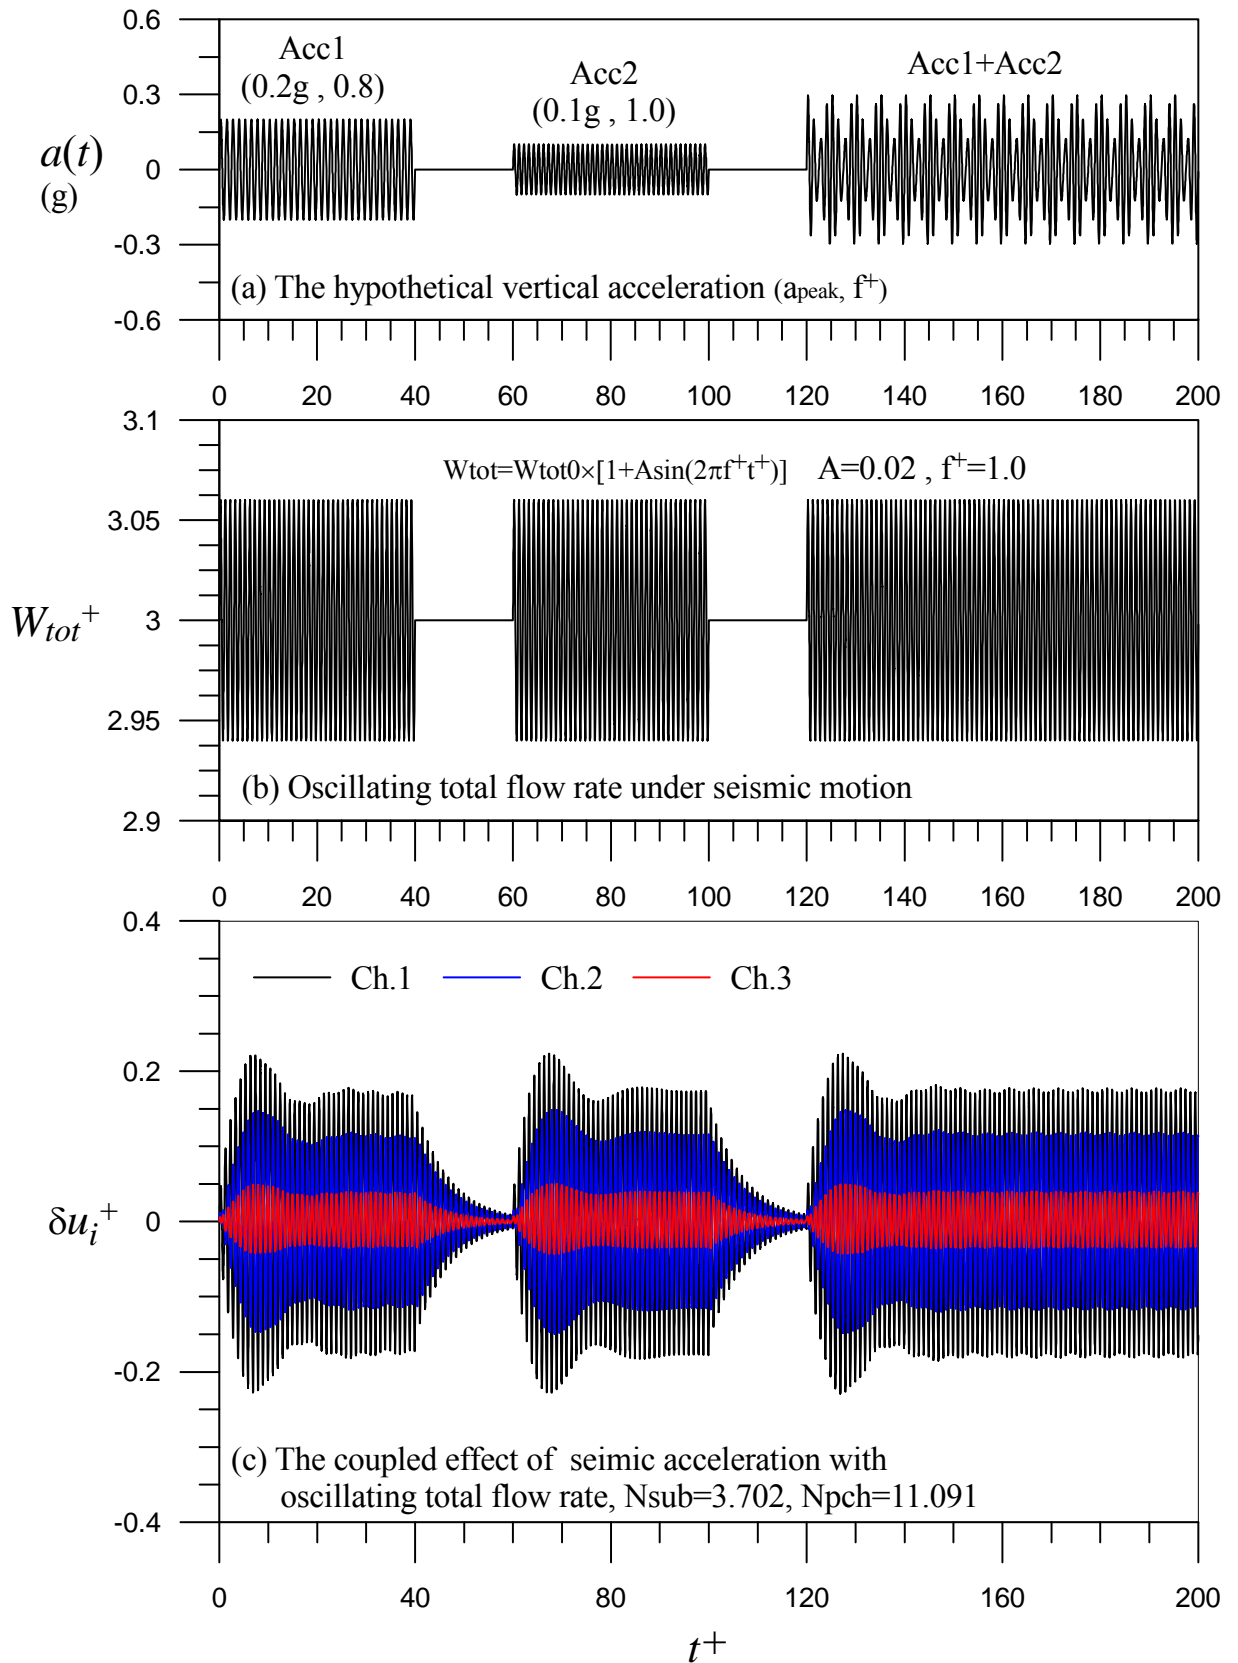 0.6
Acc1
(0.2g , 0.8)
Acc2
(0.1g , 1.0)
Acc1+Acc2
0.3
a(t)
(g)
0
-0.3
(a) The hypothetical vertical acceleration (apeak, f+)
-0.6
0 20 40 60 80 100 120 140 160 180 200
3.1
Wtot=Wtot0×[1+Asin(2πf+t+)] A=0.02 , f+=1.0
3.05
Wtot+
3
2.95
(b) Oscillating total flow rate under seismic motion
2.9
0 20 40 60 80 100 120 140 160 180 200
0.4
Ch.1 Ch.2 Ch.3
0.2
δui+
0
-0.2
(c) The coupled effect of seimic acceleration with
oscillating total flow rate, Nsub=3.702, Npch=11.091
-0.4
0 40 80 120 160 200
t+